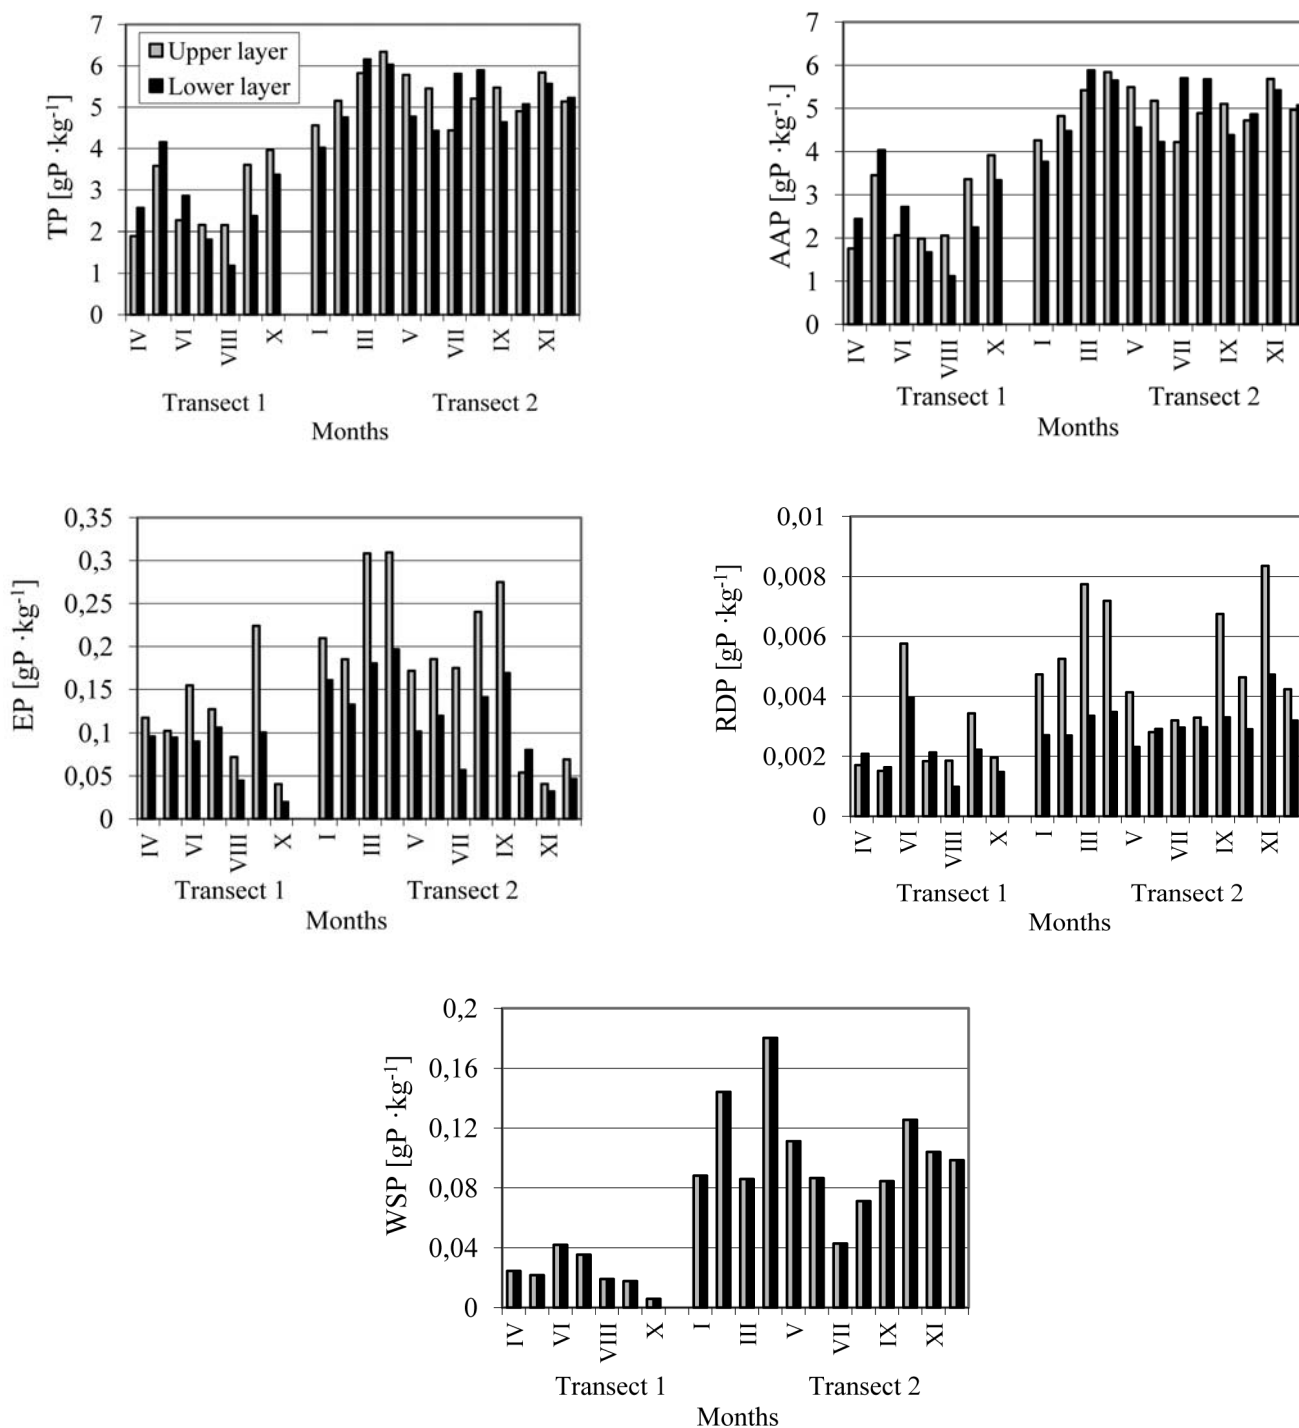 TP [gP ·kg⁻¹]
7
6
5
4
3
2
1
0
Upper layer
Lower layer
IV VI VIII X I III V VII IX XI
Transect 1 Transect 2
Months
AAP [gP ·kg⁻¹·]
7
6
5
4
3
2
1
0
IV VI VIII X I III V VII IX XI
Transect 1 Transect 2
Months
EP [gP ·kg⁻¹]
0,35
0,3
0,25
0,2
0,15
0,1
0,05
0
IV VI VIII X I III V VII IX XI
Transect 1 Transect 2
Months
RDP [gP ·kg⁻¹]
0,01
0,008
0,006
0,004
0,002
0
IV VI VIII X I III V VII IX XI
Transect 1 Transect 2
Months
WSP [gP ·kg⁻¹]
0,2
0,16
0,12
0,08
0,04
0
IV VI VIII X I III V VII IX XI
Transect 1 Transect 2
Months